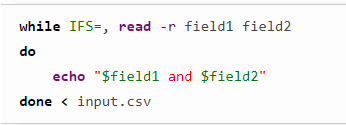 while IFS=, read -r field1 field2
do
    echo "$field1 and $field2"
done < input.csv